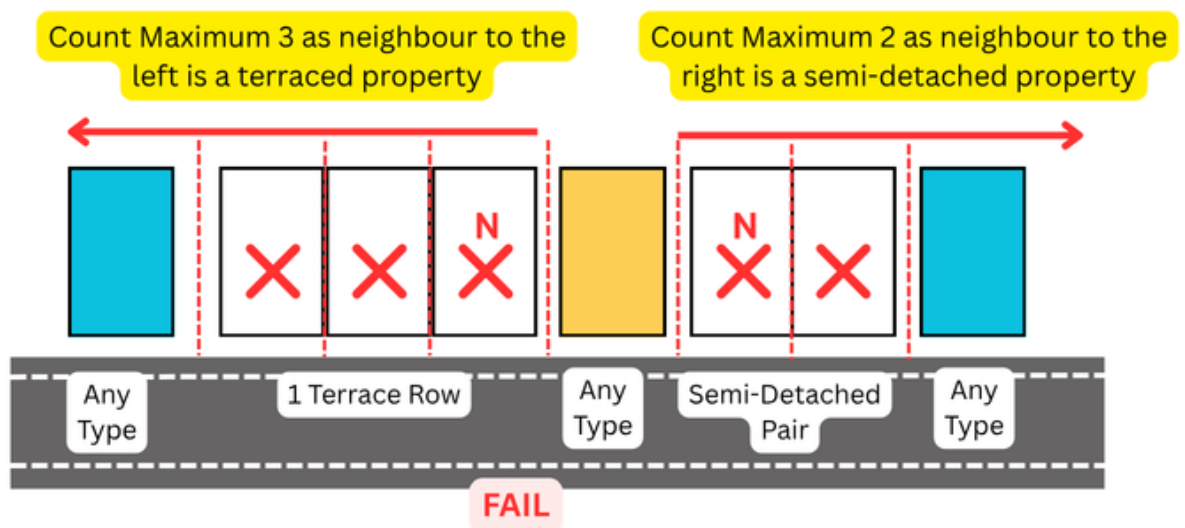 Count Maximum 3 as neighbour to the
left is a terraced property
Count Maximum 2 as neighbour to the
right is a semi-detached property
N
N
Any
Type
1 Terrace Row
Any
Type
Semi-Detached
Pair
Any
Type
FAIL